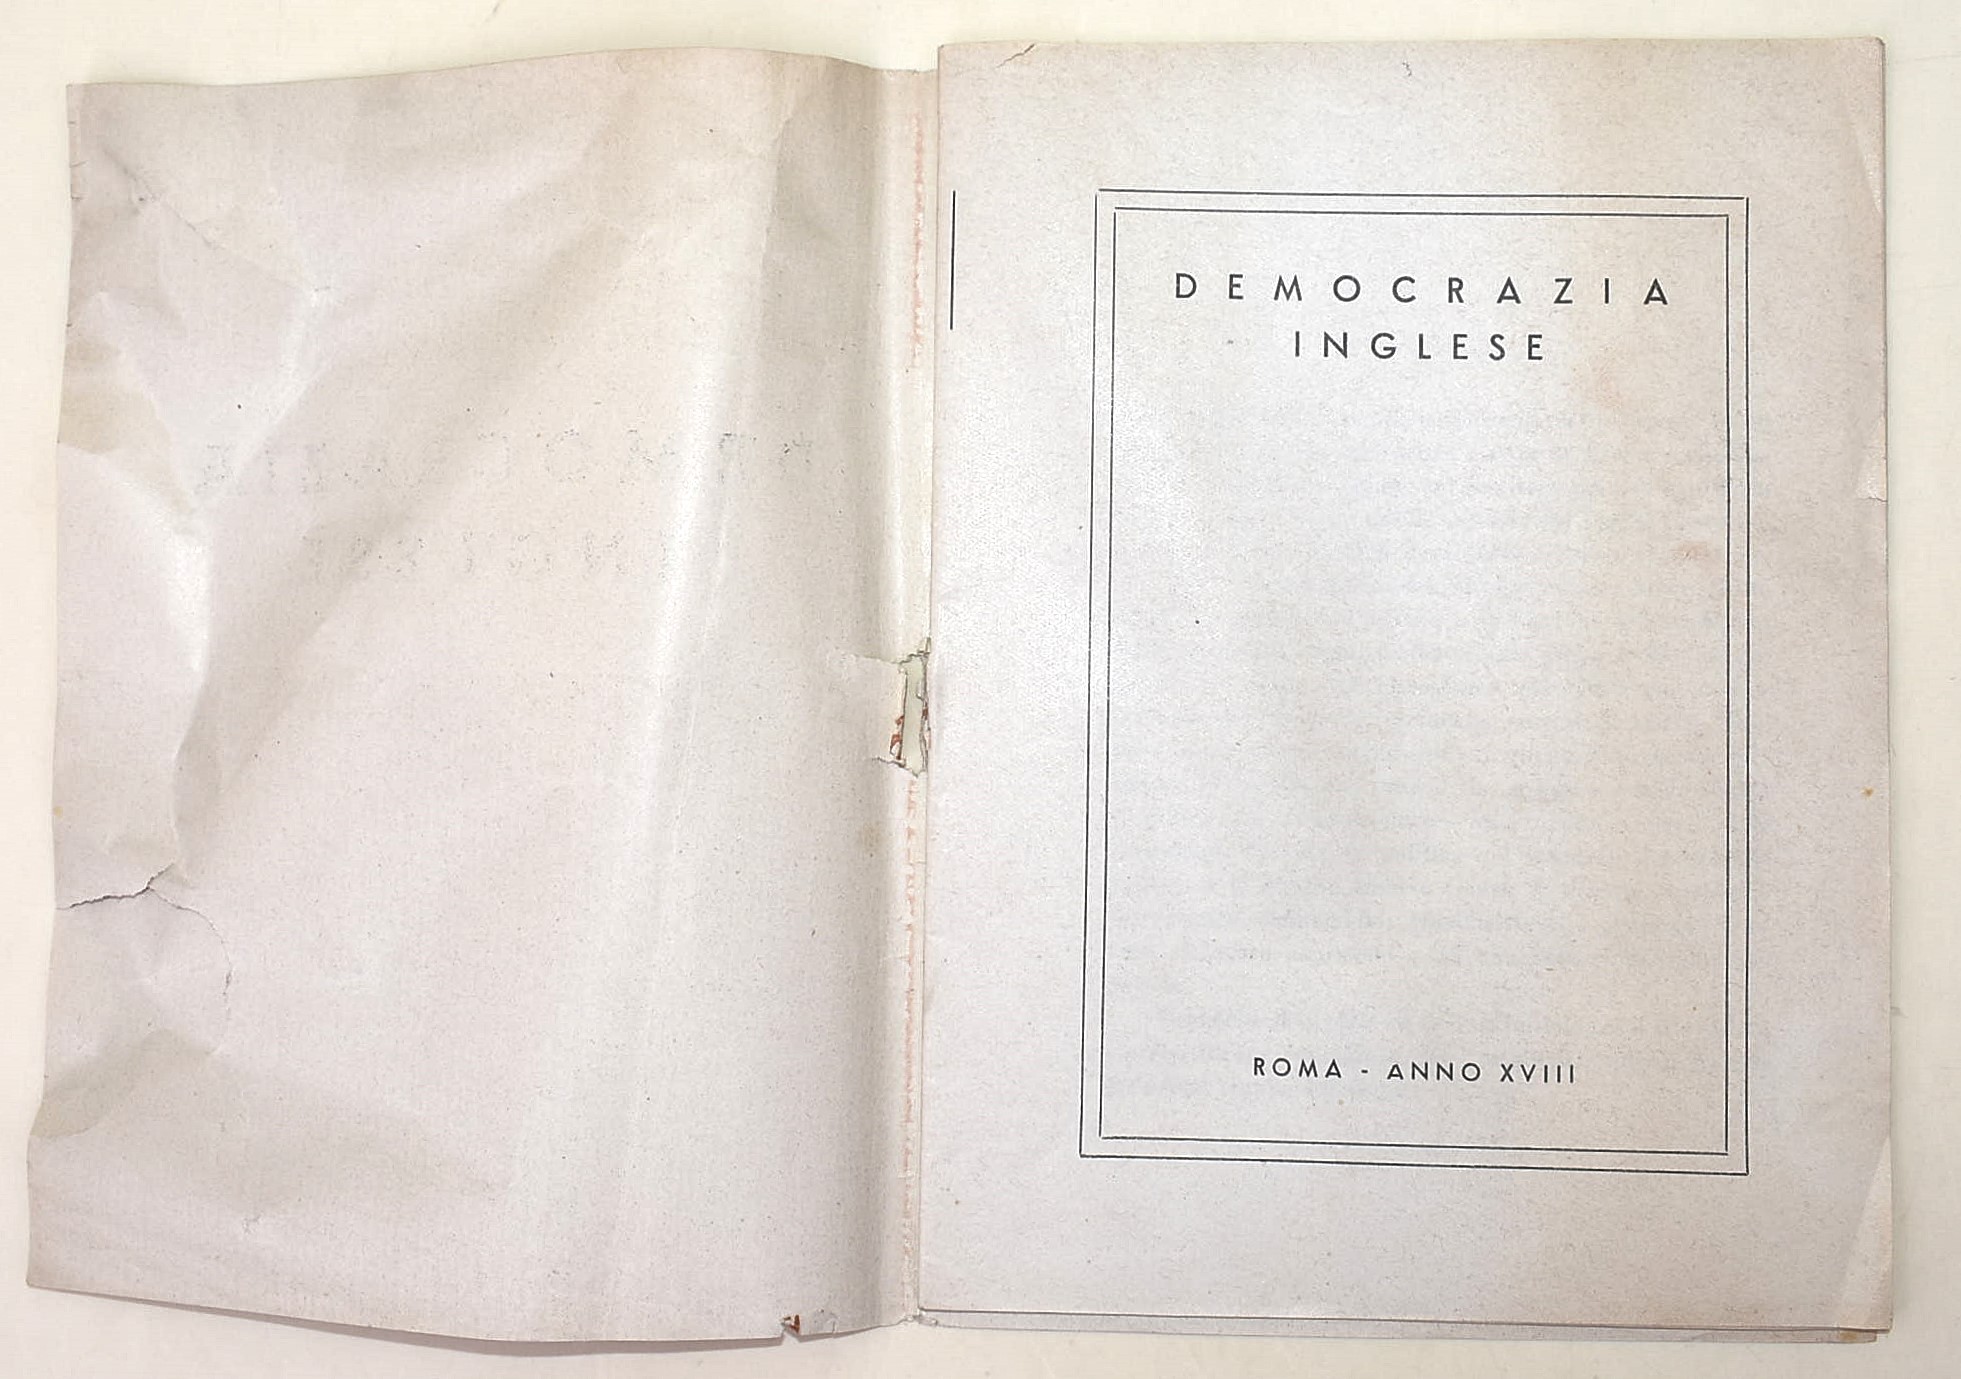 DEMOCRAZIA
INGLESE
ROMA - ANNO XVIII